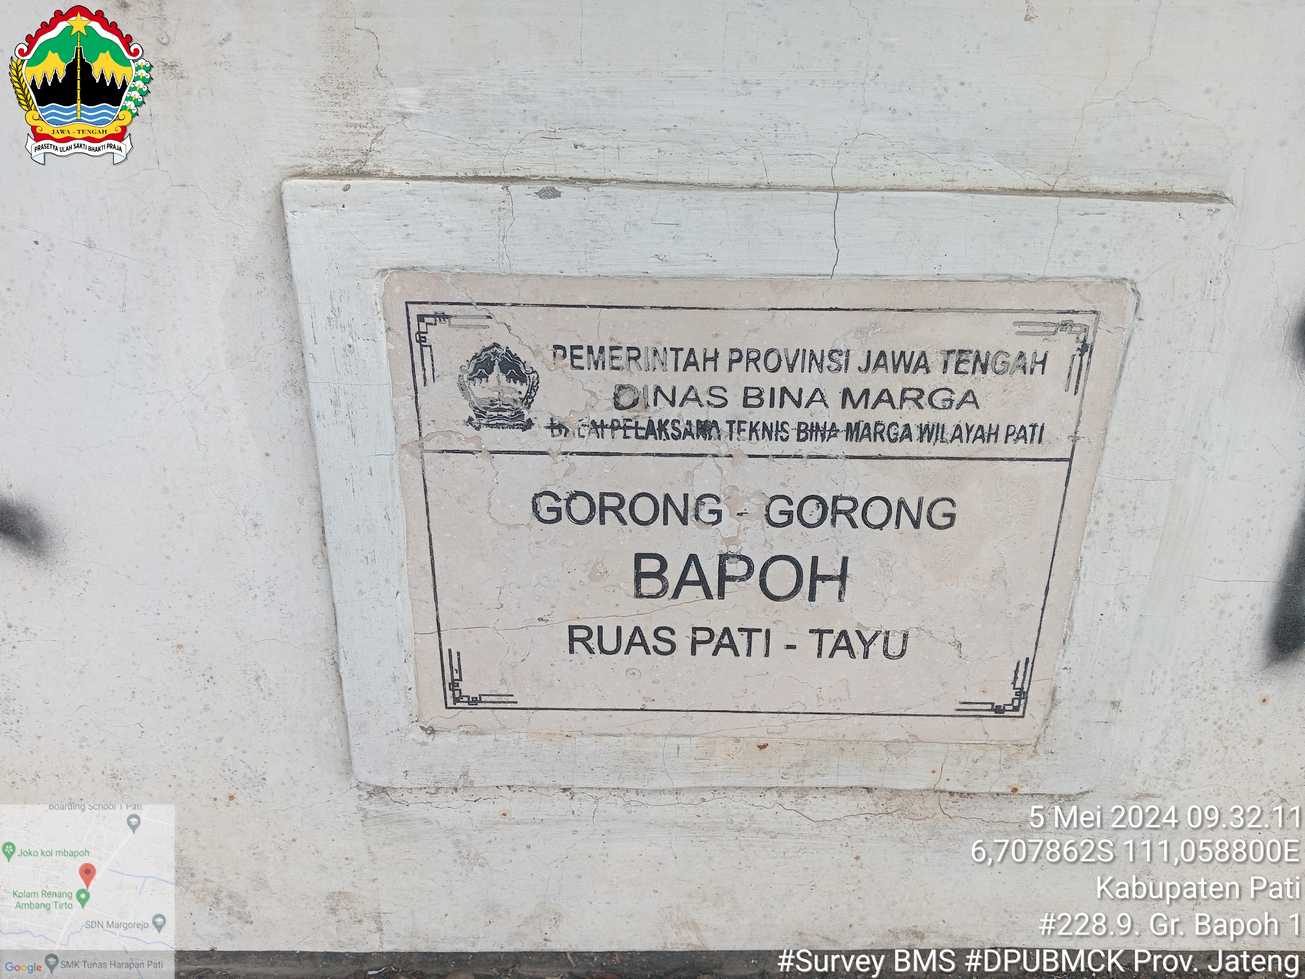 JAWA - TENGAH
PRASETYA ULAH SAKTI BHAKTI PRAJA
PEMERINTAH PROVINSI JAWA TENGAH
DINAS BINA MARGA
BALAI PELAKSANA TEKNIS BINA MARGA WILAYAH PATI
GORONG - GORONG
BAPOH
RUAS PATI - TAYU
Boarding School 1 Pati
Joko koi mbapoh
Kolam Renang
Ambang Tirto
SDN Margorejo
Google
SMK Tunas Harapan Pati
5 Mei 2024 09.32.11
6,707862S 111,058800E
Kabupaten Pati
#228.9. Gr. Bapoh 1
#Survey BMS #DPUBMCK Prov. Jateng